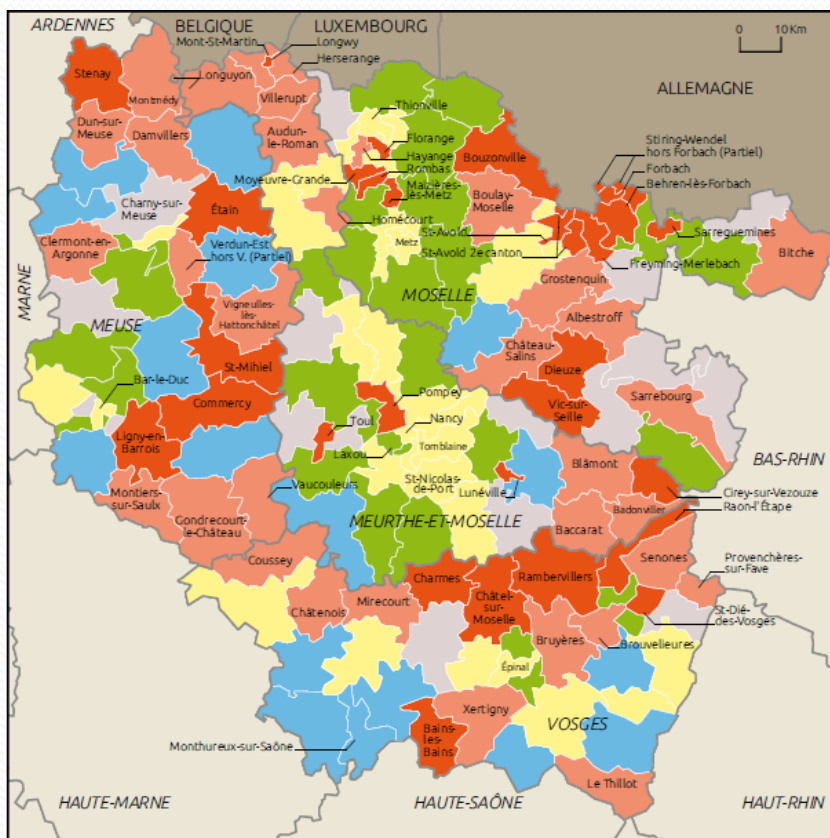 ARDENNES
BELGIQUE
LUXEMBOURG
Mont-St-Martin
Longwy
Herserange
0 10 Km
ALLEMAGNE
Stenay
Montmédy
Longuyon
Villerupt
Thionville
Dun-sur-
Meuse
Damvillers
Audun-
le-Roman
Florange
Hayange
Rombas
Bouzonville
Stiring-Wendel
hors Forbach (Partiel)
Forbach
Behren-lès-Forbach
Moyeuvre-Grande
Maizières-
lès-Metz
Boulay-
Moselle
Charny-sur-
Meuse
Étain
Homécourt
Metz
St-Avold
St-Avold 2e canton
Sarreguemines
Bitche
Clermont-en-
Argonne
Verdun-Est
hors V. (Partiel)
Freyming-Merlebach
Grostenquin
MARNE
MEUSE
MOSELLE
Vigneulles-
lès-
Hattonchâtel
Albestroff
Château-
Salins
St-Mihiel
Dieuze
Bar-le-Duc
Commercy
Pompey
Vic-sur-
Seille
Sarrebourg
Toul
Nancy
Ligny-en-
Barrois
Laxou
Tomblaine
BAS-RHIN
St-Nicolas-
de-Port
Blâmont
Vaucouleurs
Lunéville
Cirey-sur-Vezouze
Montiers-
sur-Saulx
Badonviller
Raon-l'Étape
Gondrecourt-
le-Château
MEURTHE-ET-MOSELLE
Baccarat
Coussey
Senones
Provenchères-
sur-Fave
Charmes
Rambervillers
Châtenois
Mirecourt
Châtel-
sur-
Moselle
St-Dié-
des-Vosges
Bruyères
Brouvelieures
Épinal
Xertigny
VOSGES
Monthureux-sur-Saône
Bains-
les-
Bains
Le Thillot
HAUTE-MARNE
HAUTE-SAÔNE
HAUT-RHIN